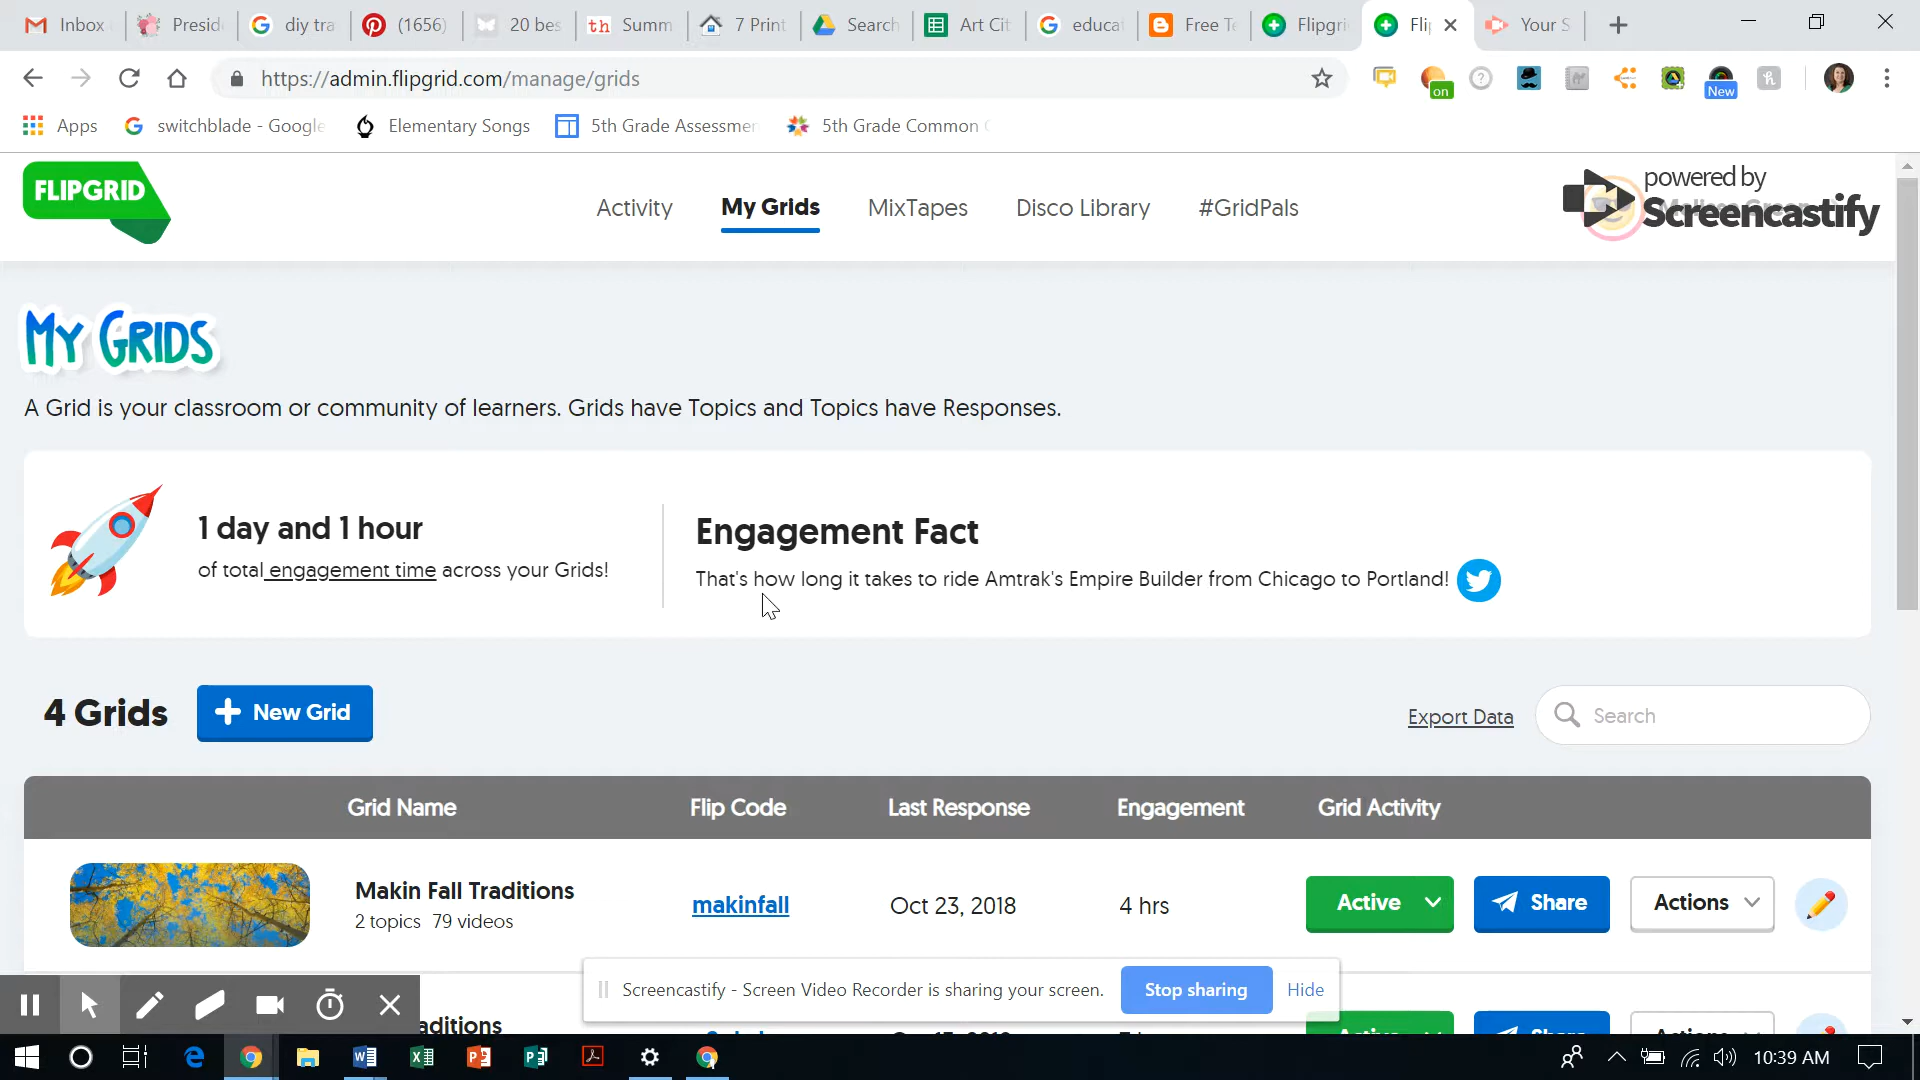 Inbox
Presid
diy tra
(1656)
20 bes
th
Summ
7 Print
Search
Art Cit
educat
Free Te
Flipgri
Fli
Your S
https://admin.flipgrid.com/manage/grids
on
New
Apps
switchblade - Google
Elementary Songs
5th Grade Assessmen
5th Grade Common C
FLIPGRID
Activity
My Grids
MixTapes
Disco Library
#GridPals
powered by
Screencastify
My GRIDS
A Grid is your classroom or community of learners. Grids have Topics and Topics have Responses.
1 day and 1 hour
of total engagement time across your Grids!
Engagement Fact
That's how long it takes to ride Amtrak's Empire Builder from Chicago to Portland!
4 Grids
New Grid
Export Data
Search
Grid Name
Flip Code
Last Response
Engagement
Grid Activity
Makin Fall Traditions
2 topics 79 videos
makinfall
Oct 23, 2018
4 hrs
Active
Share
Actions
Screencastify - Screen Video Recorder is sharing your screen.
Stop sharing
Hide
aditions
10:39 AM